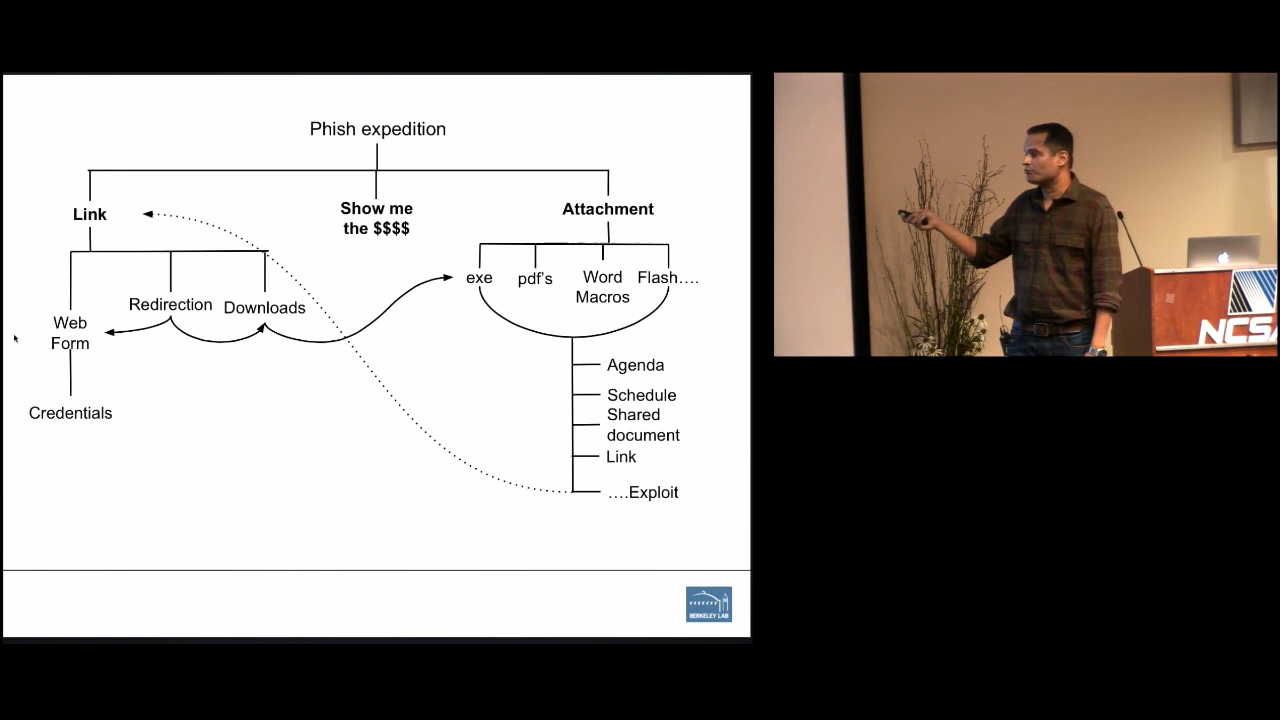 Phish expedition
Link
Show me
the $$$$
Attachment
exe
pdf's
Word
Macros
Flash....
Redirection
Downloads
Web
Form
Credentials
Agenda
Schedule
Shared
document
Link
....Exploit
BERKELEY LAB
NCSA